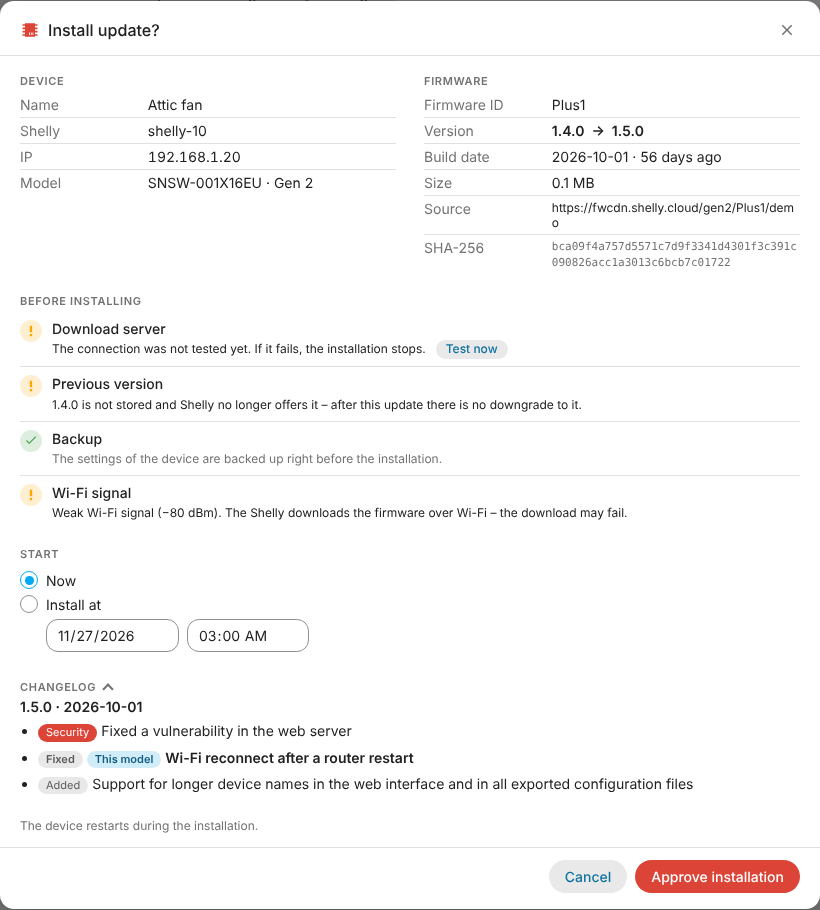 Install update?
DEVICE
Name Attic fan
Shelly shelly-10
IP 192.168.1.20
Model SNSW-001X16EU · Gen 2
FIRMWARE
Firmware ID Plus1
Version 1.4.0 → 1.5.0
Build date 2026-10-01 · 56 days ago
Size 0.1 MB
Source https://fwcdn.shelly.cloud/gen2/Plus1/dem
o
SHA-256 bca09f4a757d5571c7d9f3341d4301f3c391c
090826acc1a3013c6bcb7c01722
BEFORE INSTALLING
Download server
The connection was not tested yet. If it fails, the installation stops. Test now
Previous version
1.4.0 is not stored and Shelly no longer offers it – after this update there is no downgrade to it.
Backup
The settings of the device are backed up right before the installation.
Wi-Fi signal
Weak Wi-Fi signal (−80 dBm). The Shelly downloads the firmware over Wi-Fi – the download may fail.
START
Now
Install at
11/27/2026 03:00 AM
CHANGELOG
1.5.0 · 2026-10-01
• Security Fixed a vulnerability in the web server
• Fixed This model Wi-Fi reconnect after a router restart
• Added Support for longer device names in the web interface and in all exported configuration files
The device restarts during the installation.
Cancel Approve installation